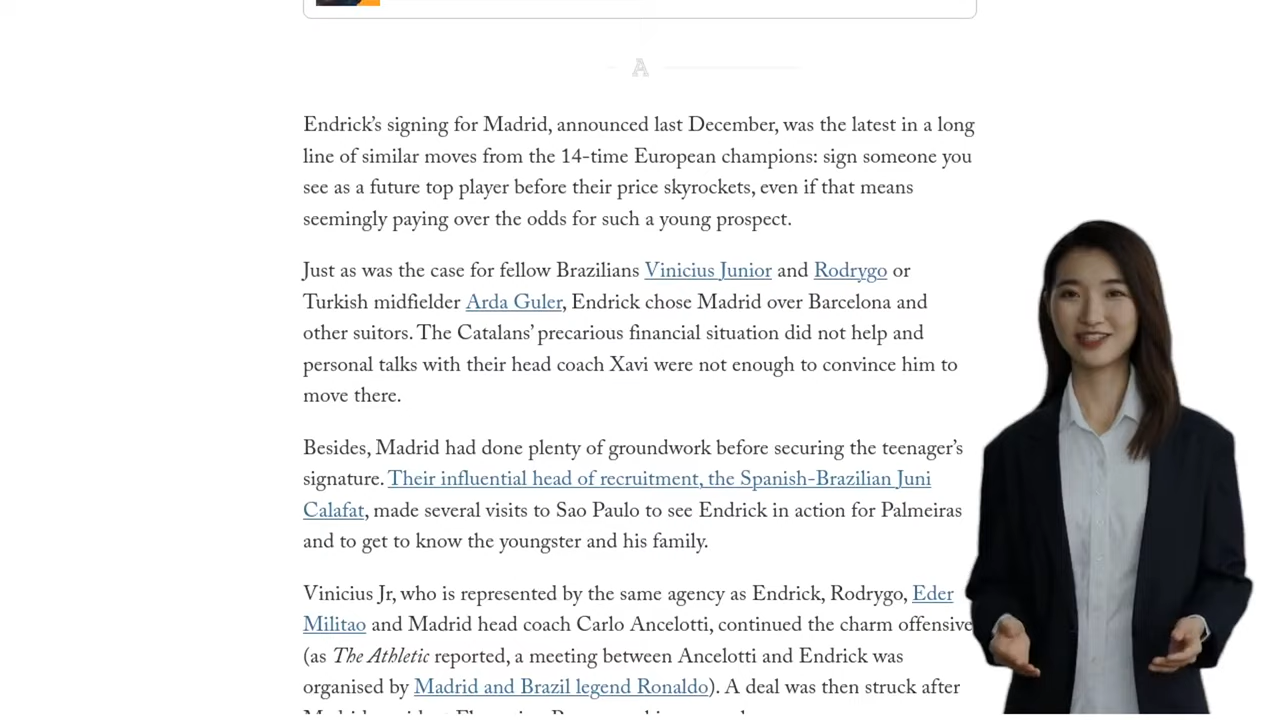 A
Endrick's signing for Madrid, announced last December, was the latest in a long
line of similar moves from the 14-time European champions: sign someone you
see as a future top player before their price skyrockets, even if that means
seemingly paying over the odds for such a young prospect.
Just as was the case for fellow Brazilians Vinicius Junior and Rodrygo or
Turkish midfielder Arda Guler, Endrick chose Madrid over Barcelona and
other suitors. The Catalans' precarious financial situation did not help and
personal talks with their head coach Xavi were not enough to convince him to
move there.
Besides, Madrid had done plenty of groundwork before securing the teenager's
signature. Their influential head of recruitment, the Spanish-Brazilian Juni
Calafat, made several visits to Sao Paulo to see Endrick in action for Palmeiras
and to get to know the youngster and his family.
Vinicius Jr, who is represented by the same agency as Endrick, Rodrygo, Eder
Militao and Madrid head coach Carlo Ancelotti, continued the charm offensive
(as The Athletic reported, a meeting between Ancelotti and Endrick was
organised by Madrid and Brazil legend Ronaldo). A deal was then struck after